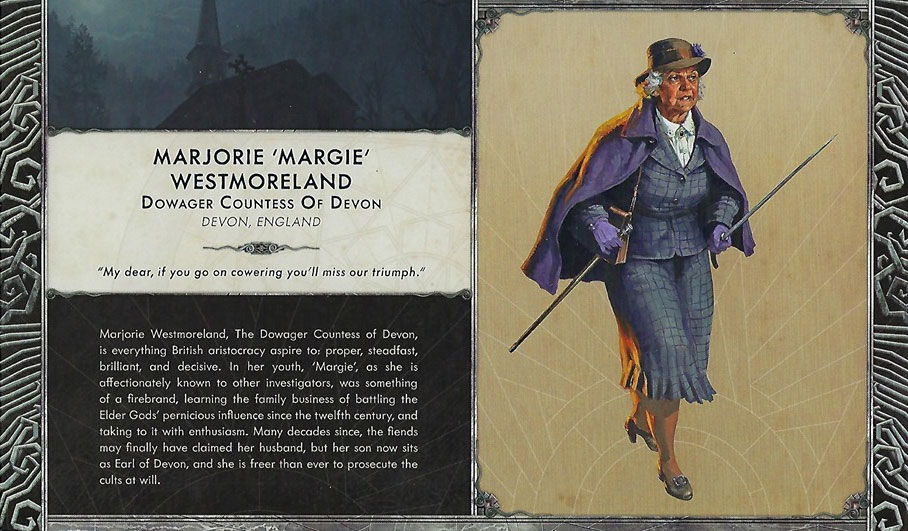 MARJORIE 'MARGIE'
WESTMORELAND
DOWAGER COUNTESS OF DEVON
DEVON, ENGLAND
"My dear, if you go on cowering you'll miss our triumph."
Marjorie Westmoreland, The Dowager Countess of Devon,
is everything British aristocracy aspire to: proper, steadfast,
brilliant, and decisive. In her youth, 'Margie', as she is
affectionately known to other investigators, was something
of a firebrand, learning the family business of battling the
Elder Gods' pernicious influence since the twelfth century, and
taking to it with enthusiasm. Many decades since, the fiends
may finally have claimed her husband, but her son now sits
as Earl of Devon, and she is freer than ever to prosecute the
cults at will.